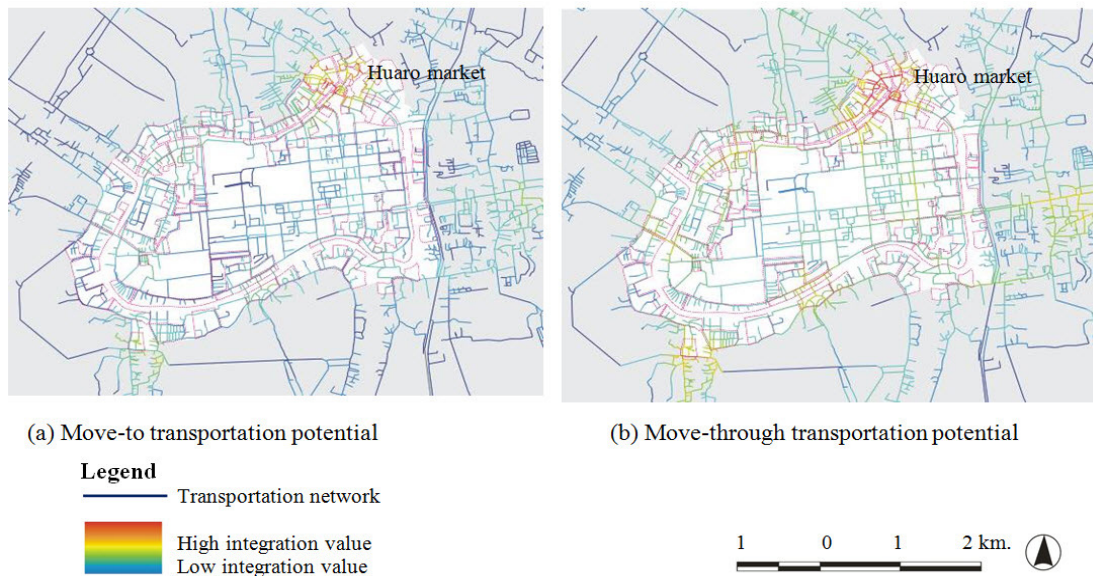 Huaro market
Huaro market
(a) Move-to transportation potential
(b) Move-through transportation potential
Legend
Transportation network
High integration value
Low integration value
1 0 1 2 km.